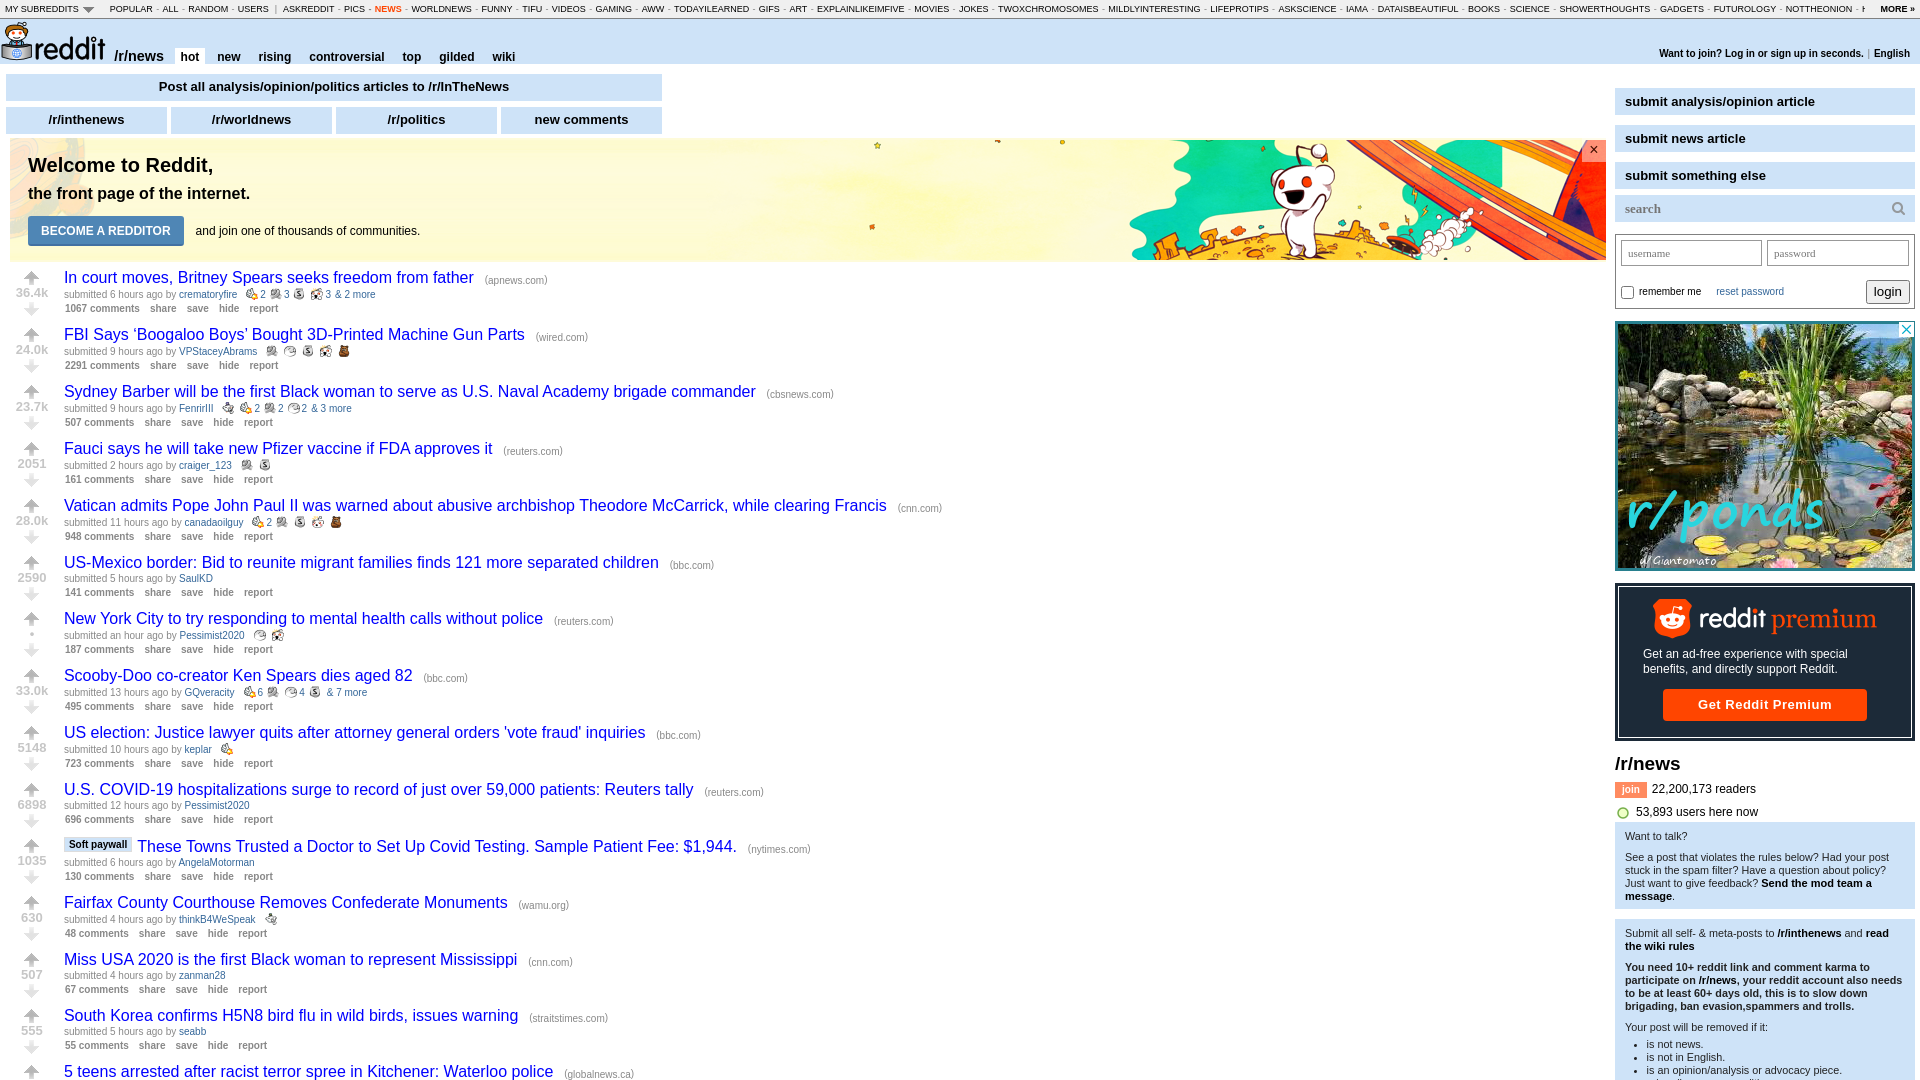 MY SUBREDDITS POPULAR - ALL - RANDOM - USERS | ASKREDDIT - PICS - NEWS - WORLDNEWS - FUNNY - TIFU - VIDEOS - GAMING - AWW - TODAYILEARNED - GIFS - ART - EXPLAINLIKEIMFIVE - MOVIES - JOKES - TWOXCHROMOSOMES - MILDLYINTERESTING - LIFEPROTIPS - ASKSCIENCE - IAMA - DATAISBEAUTIFUL - BOOKS - SCIENCE - SHOWERTHOUGHTS - GADGETS - FUTUROLOGY - NOTTHEONION - MORE »
reddit /r/news hot new rising controversial top gilded wiki
Want to join? Log in or sign up in seconds. | English
Post all analysis/opinion/politics articles to /r/InTheNews
/r/inthenews /r/worldnews /r/politics new comments
Welcome to Reddit,
the front page of the internet.
BECOME A REDDITOR and join one of thousands of communities.
×
36.4k
In court moves, Britney Spears seeks freedom from father (apnews.com)
submitted 6 hours ago by crematoryfire 2 3 3 & 2 more
1067 comments share save hide report
24.0k
FBI Says ‘Boogaloo Boys’ Bought 3D-Printed Machine Gun Parts (wired.com)
submitted 9 hours ago by VPStaceyAbrams
2291 comments share save hide report
23.7k
Sydney Barber will be the first Black woman to serve as U.S. Naval Academy brigade commander (cbsnews.com)
submitted 9 hours ago by FenrirIII 2 2 2 & 3 more
507 comments share save hide report
2051
Fauci says he will take new Pfizer vaccine if FDA approves it (reuters.com)
submitted 2 hours ago by craiger_123
161 comments share save hide report
28.0k
Vatican admits Pope John Paul II was warned about abusive archbishop Theodore McCarrick, while clearing Francis (cnn.com)
submitted 11 hours ago by canadaoilguy 2
948 comments share save hide report
2590
US-Mexico border: Bid to reunite migrant families finds 121 more separated children (bbc.com)
submitted 5 hours ago by SaulKD
141 comments share save hide report
•
New York City to try responding to mental health calls without police (reuters.com)
submitted an hour ago by Pessimist2020
187 comments share save hide report
33.0k
Scooby-Doo co-creator Ken Spears dies aged 82 (bbc.com)
submitted 13 hours ago by GQveracity 6 4 & 7 more
495 comments share save hide report
5148
US election: Justice lawyer quits after attorney general orders 'vote fraud' inquiries (bbc.com)
submitted 10 hours ago by keplar
723 comments share save hide report
6898
U.S. COVID-19 hospitalizations surge to record of just over 59,000 patients: Reuters tally (reuters.com)
submitted 12 hours ago by Pessimist2020
696 comments share save hide report
1035
Soft paywall These Towns Trusted a Doctor to Set Up Covid Testing. Sample Patient Fee: $1,944. (nytimes.com)
submitted 6 hours ago by AngelaMotorman
130 comments share save hide report
630
Fairfax County Courthouse Removes Confederate Monuments (wamu.org)
submitted 4 hours ago by thinkB4WeSpeak
48 comments share save hide report
507
Miss USA 2020 is the first Black woman to represent Mississippi (cnn.com)
submitted 4 hours ago by zanman28
67 comments share save hide report
555
South Korea confirms H5N8 bird flu in wild birds, issues warning (straitstimes.com)
submitted 5 hours ago by seabb
55 comments share save hide report
5 teens arrested after racist terror spree in Kitchener: Waterloo police (globalnews.ca)
submit analysis/opinion article
submit news article
submit something else
search
username password
remember me reset password login
r/ponds
u/Giantomato
reddit premium
Get an ad-free experience with special
benefits, and directly support Reddit.
Get Reddit Premium
/r/news
join 22,200,173 readers
53,893 users here now
Want to talk?
See a post that violates the rules below? Had your post
stuck in the spam filter? Have a question about policy?
Just want to give feedback? Send the mod team a
message.
Submit all self- & meta-posts to /r/inthenews and read
the wiki rules
You need 10+ reddit link and comment karma to
participate on /r/news, your reddit account also needs
to be at least 60+ days old, this is to slow down
brigading, ban evasion,spammers and trolls.
Your post will be removed if it:
• is not news.
• is not in English.
• is an opinion/analysis or advocacy piece.